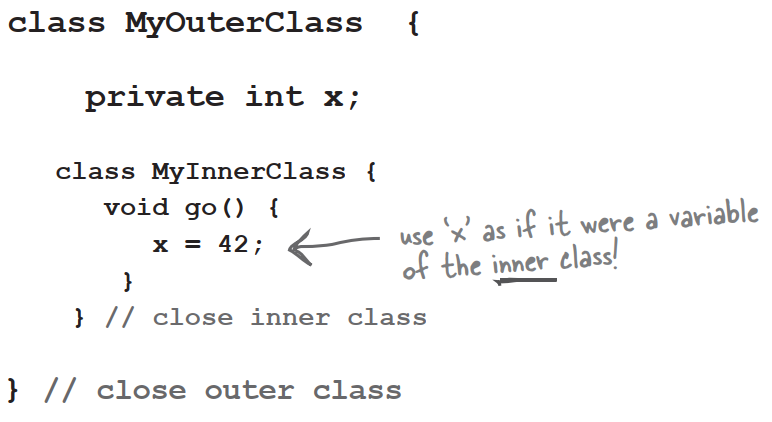 class MyOuterClass {
private int x;
class MyInnerClass {
void go() {
x = 42;
use ‘x’ as if it were a variable
of the inner class!
}
} // close inner class
} // close outer class